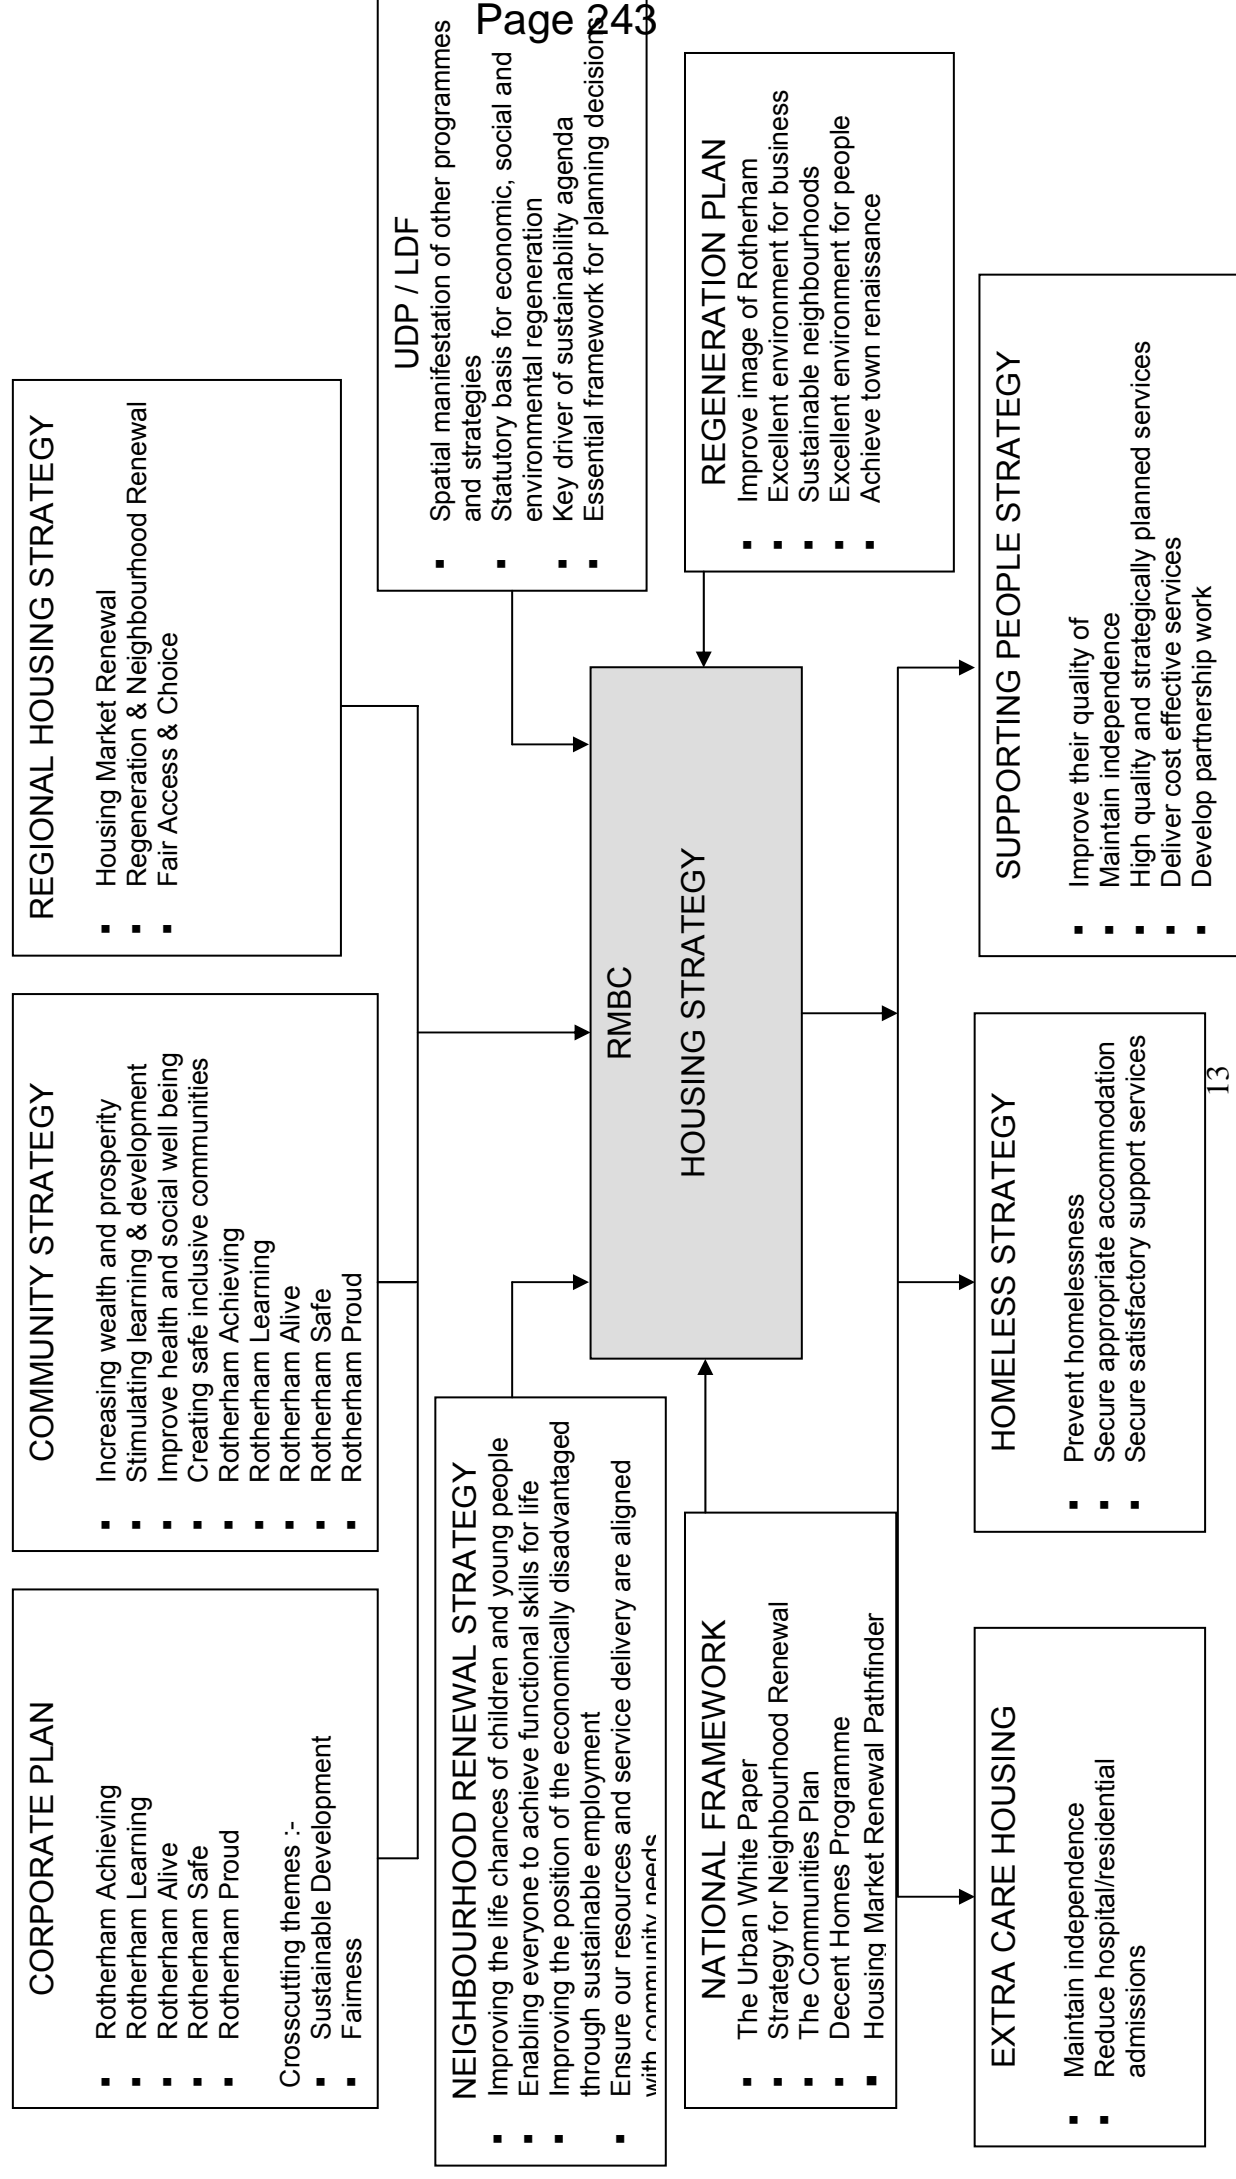 Page 243
CORPORATE PLAN
▪ Rotherham Achieving
▪ Rotherham Learning
▪ Rotherham Alive
▪ Rotherham Safe
▪ Rotherham Proud
Crosscutting themes :-
▪ Sustainable Development
▪ Fairness
COMMUNITY STRATEGY
▪ Increasing wealth and prosperity
▪ Stimulating learning & development
▪ Improve health and social well being
▪ Creating safe inclusive communities
▪ Rotherham Achieving
▪ Rotherham Learning
▪ Rotherham Alive
▪ Rotherham Safe
▪ Rotherham Proud
REGIONAL HOUSING STRATEGY
▪ Housing Market Renewal
▪ Regeneration & Neighbourhood Renewal
▪ Fair Access & Choice
NEIGHBOURHOOD RENEWAL STRATEGY
▪ Improving the life chances of children and young people
▪ Enabling everyone to achieve functional skills for life
▪ Improving the position of the economically disadvantaged
through sustainable employment
▪ Ensure our resources and service delivery are aligned
with community needs
UDP / LDF
▪ Spatial manifestation of other programmes
and strategies
▪ Statutory basis for economic, social and
environmental regeneration
▪ Key driver of sustainability agenda
▪ Essential framework for planning decisions
RMBC
HOUSING STRATEGY
NATIONAL FRAMEWORK
▪ The Urban White Paper
▪ Strategy for Neighbourhood Renewal
▪ The Communities Plan
▪ Decent Homes Programme
▪ Housing Market Renewal Pathfinder
REGENERATION PLAN
▪ Improve image of Rotherham
▪ Excellent environment for business
▪ Sustainable neighbourhoods
▪ Excellent environment for people
▪ Achieve town renaissance
EXTRA CARE HOUSING
▪ Maintain independence
▪ Reduce hospital/residential
admissions
HOMELESS STRATEGY
▪ Prevent homelessness
▪ Secure appropriate accommodation
▪ Secure satisfactory support services
SUPPORTING PEOPLE STRATEGY
▪ Improve their quality of
▪ Maintain independence
▪ High quality and strategically planned services
▪ Deliver cost effective services
▪ Develop partnership work
13